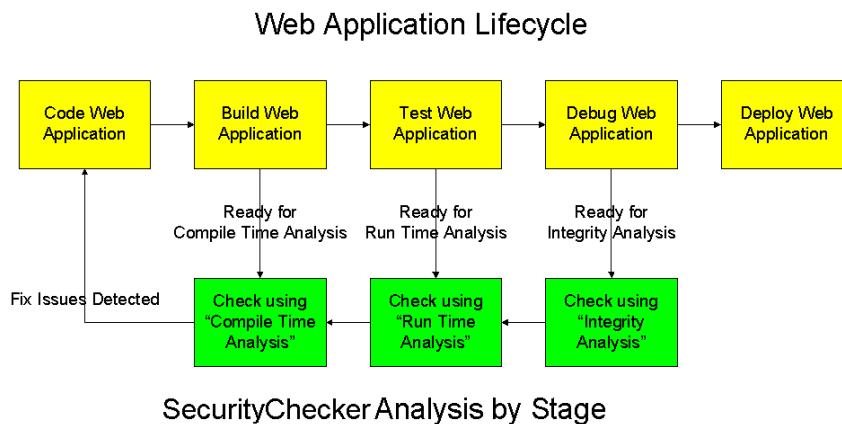 Web Application Lifecycle
Code Web
Application
Build Web
Application
Test Web
Application
Debug Web
Application
Deploy Web
Application
Ready for
Compile Time Analysis
Ready for
Run Time Analysis
Ready for
Integrity Analysis
Fix Issues Detected
Check using
“Compile Time
Analysis”
Check using
“Run Time
Analysis”
Check using
“Integrity
Analysis”
SecurityChecker Analysis by Stage